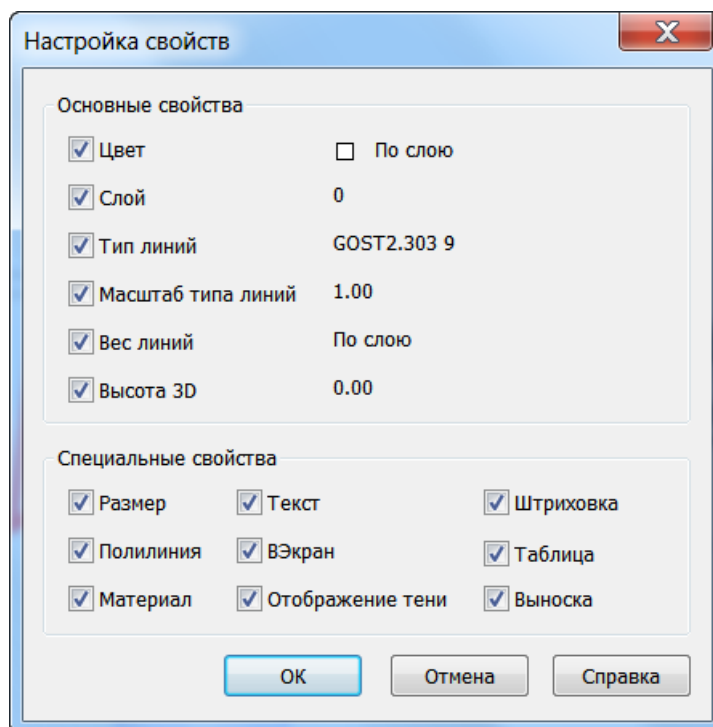 Настройка свойств
Основные свойства
Цвет По слою
Слой 0
Тип линий GOST2.303 9
Масштаб типа линий 1.00
Вес линий По слою
Высота 3D 0.00
Специальные свойства
Размер Текст Штриховка
Полилиния ВЭкран Таблица
Материал Отображение тени Выноска
ОК Отмена Справка